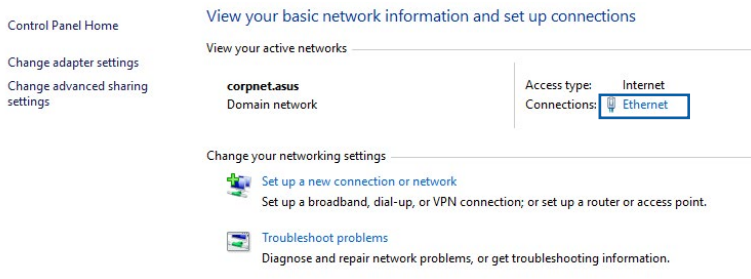 Control Panel Home
Change adapter settings
Change advanced sharing
settings
View your basic network information and set up connections
View your active networks
corpnet.asus
Domain network
Access type: Internet
Connections: Ethernet
Change your networking settings
Set up a new connection or network
Set up a broadband, dial-up, or VPN connection; or set up a router or access point.
Troubleshoot problems
Diagnose and repair network problems, or get troubleshooting information.